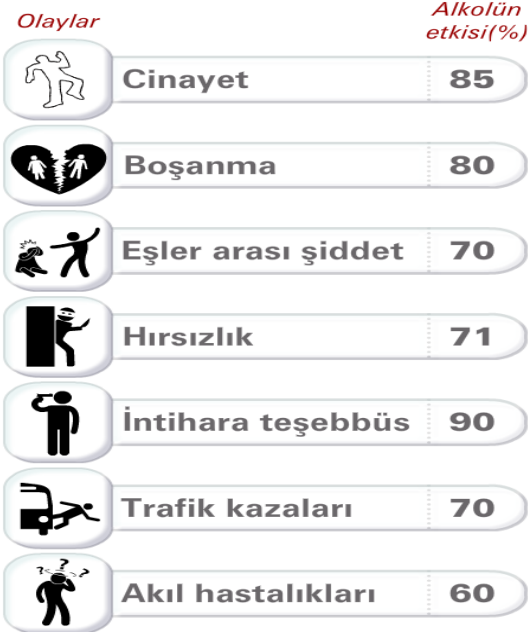 Olaylar
Alkolün
etkisi(%)
Cinayet 85
Boşanma 80
Eşler arası şiddet 70
Hırsızlık 71
İntihara teşebbüs 90
Trafik kazaları 70
Akıl hastalıkları 60